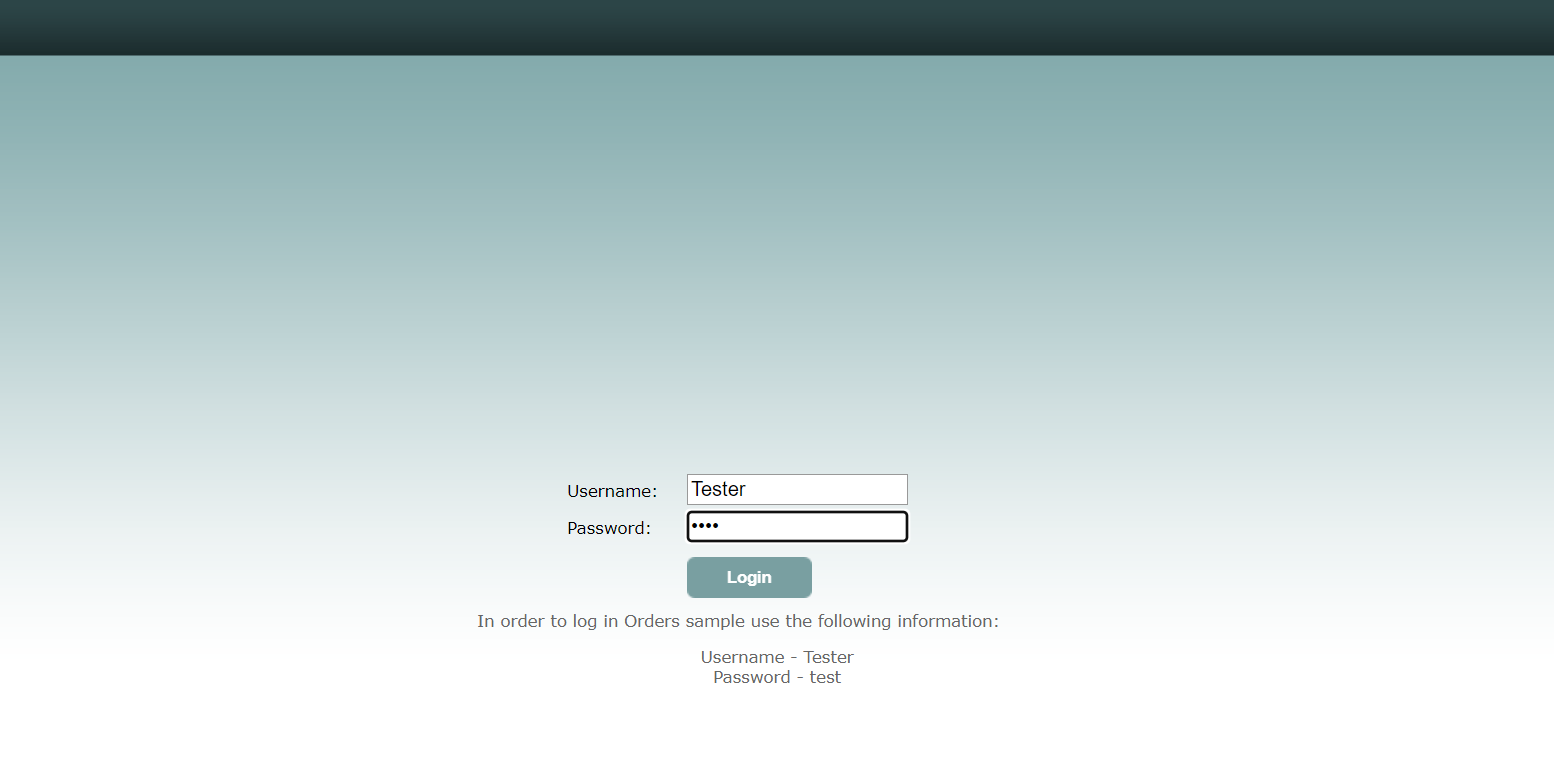 Username: Tester
Password: ••••
Login
In order to log in Orders sample use the following information:
Username - Tester
Password - test